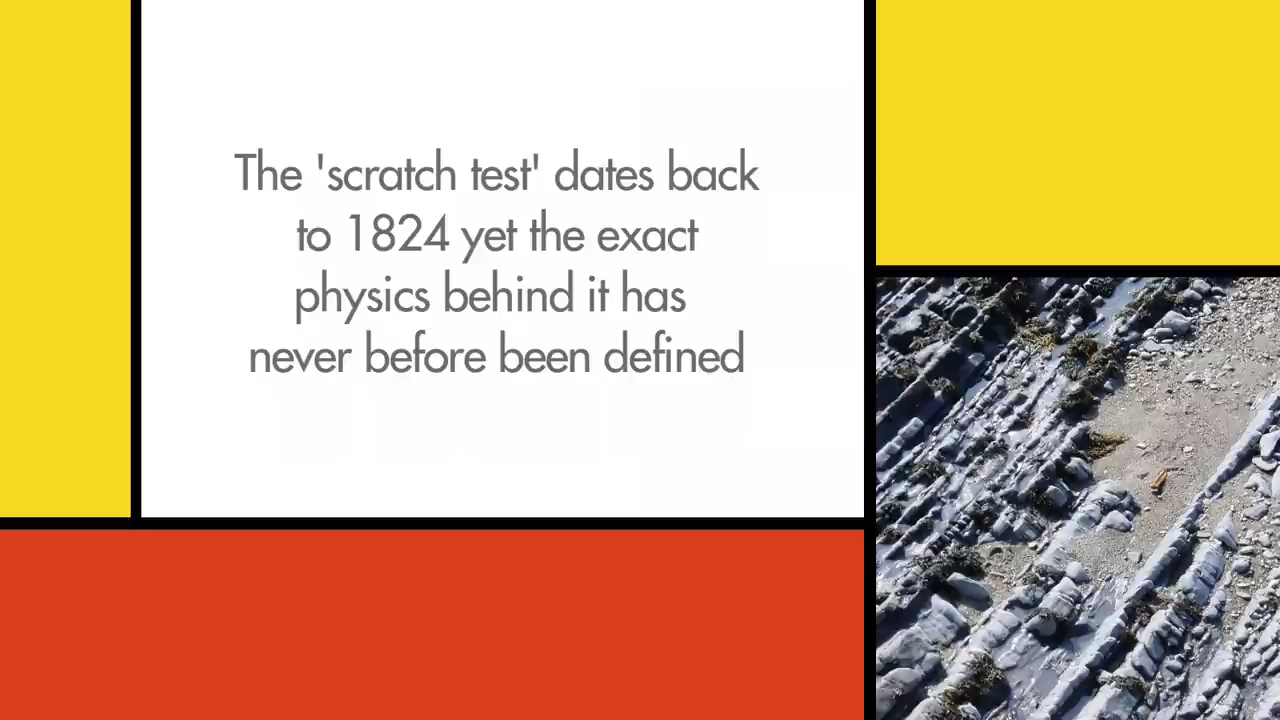 The 'scratch test' dates back
to 1824 yet the exact
physics behind it has
never before been defined